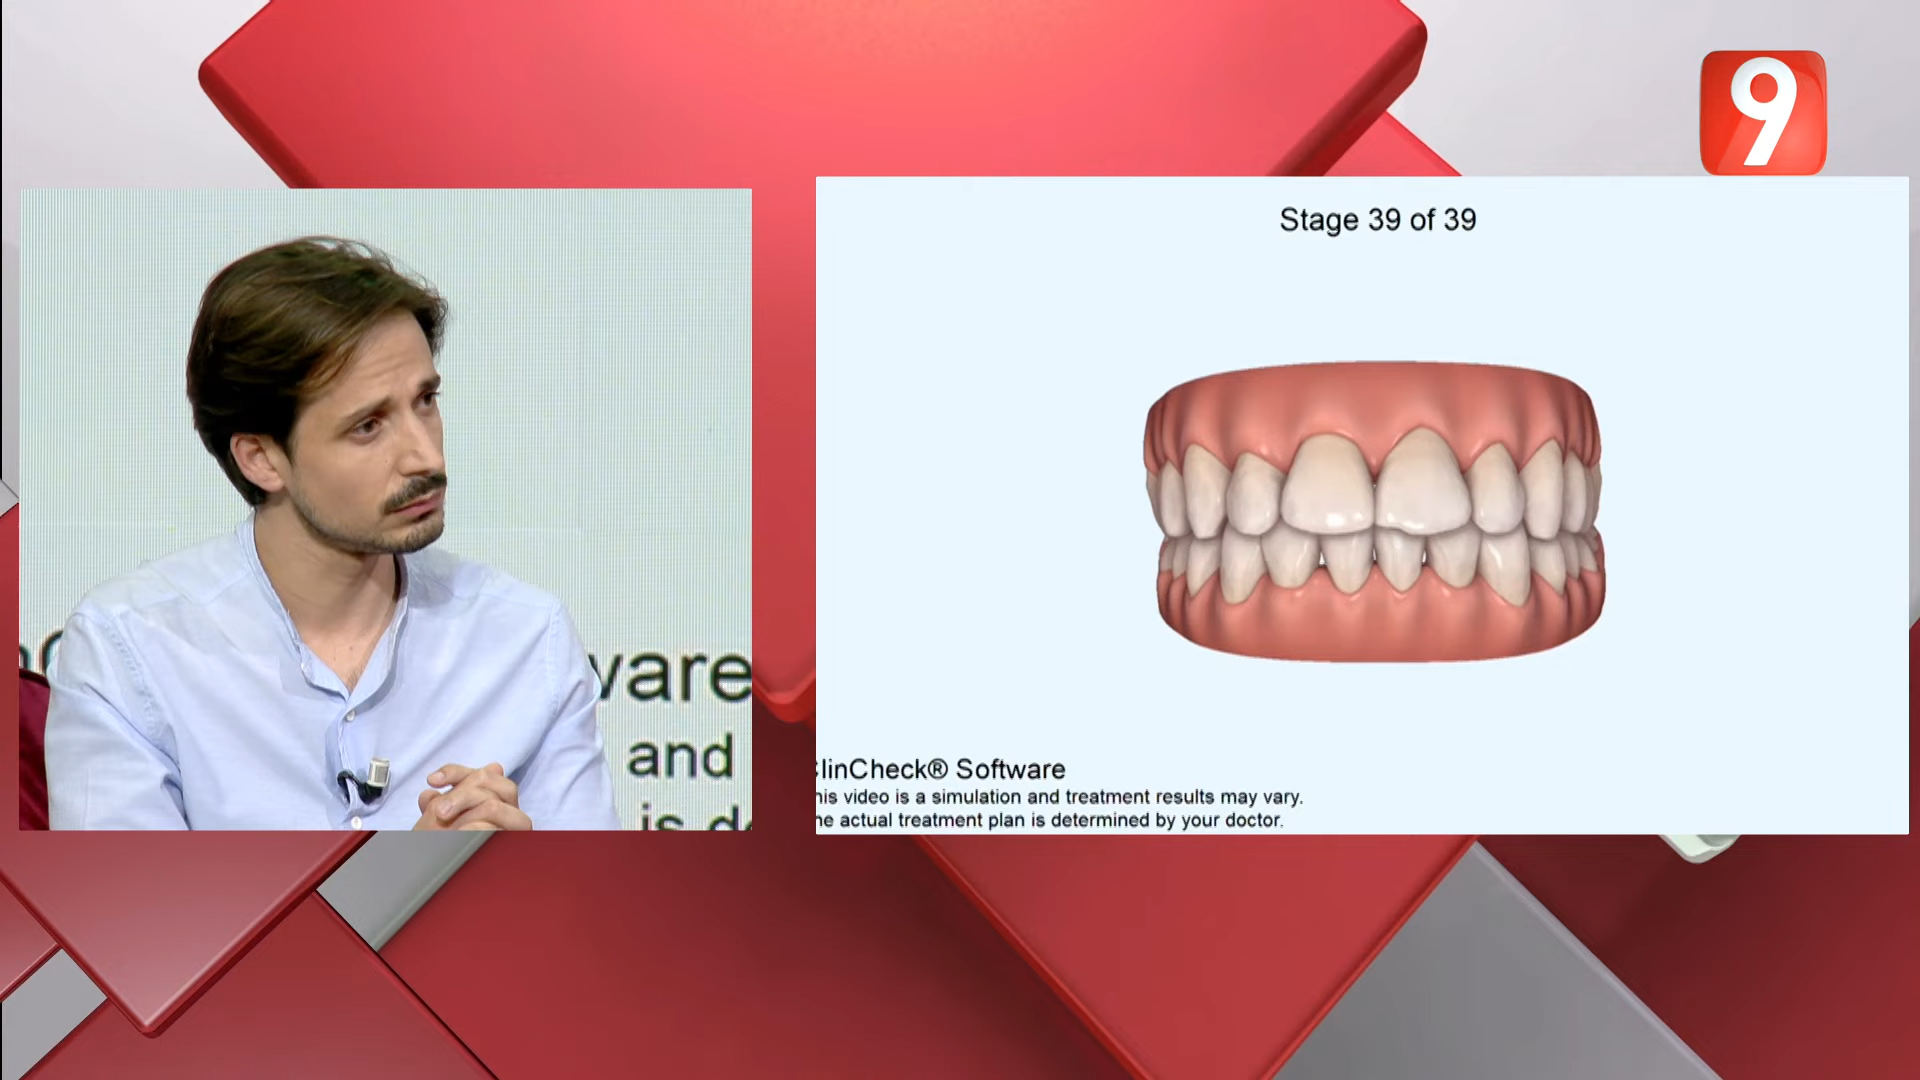 9
Stage 39 of 39
vare
and
is d
linCheck® Software
his video is a simulation and treatment results may vary.
he actual treatment plan is determined by your doctor.